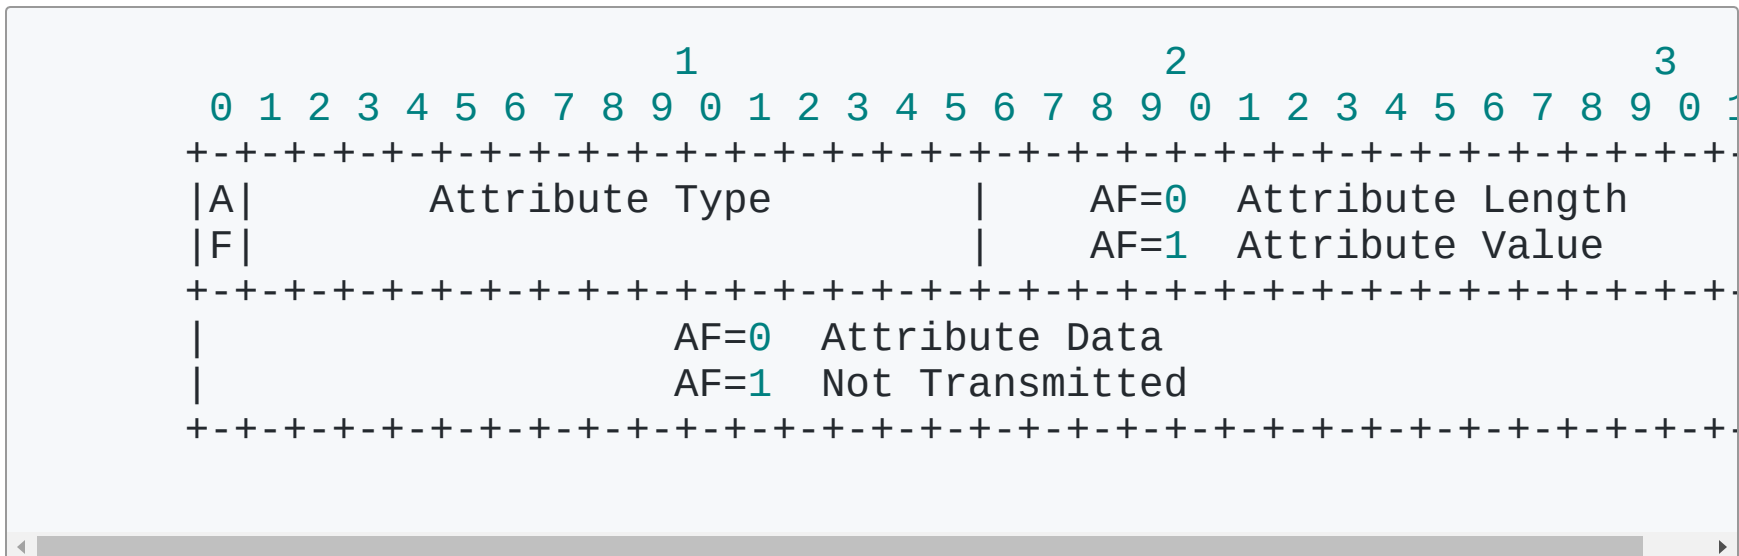 1                   2                   3
 0 1 2 3 4 5 6 7 8 9 0 1 2 3 4 5 6 7 8 9 0 1 2 3 4 5 6 7 8 9 0 1
+-+-+-+-+-+-+-+-+-+-+-+-+-+-+-+-+-+-+-+-+-+-+-+-+-+-+-+-+-+-+-+-
|A|       Attribute Type        |    AF=0  Attribute Length
|F|                             |    AF=1  Attribute Value
+-+-+-+-+-+-+-+-+-+-+-+-+-+-+-+-+-+-+-+-+-+-+-+-+-+-+-+-+-+-+-+-
|                   AF=0  Attribute Data
|                   AF=1  Not Transmitted
+-+-+-+-+-+-+-+-+-+-+-+-+-+-+-+-+-+-+-+-+-+-+-+-+-+-+-+-+-+-+-+-